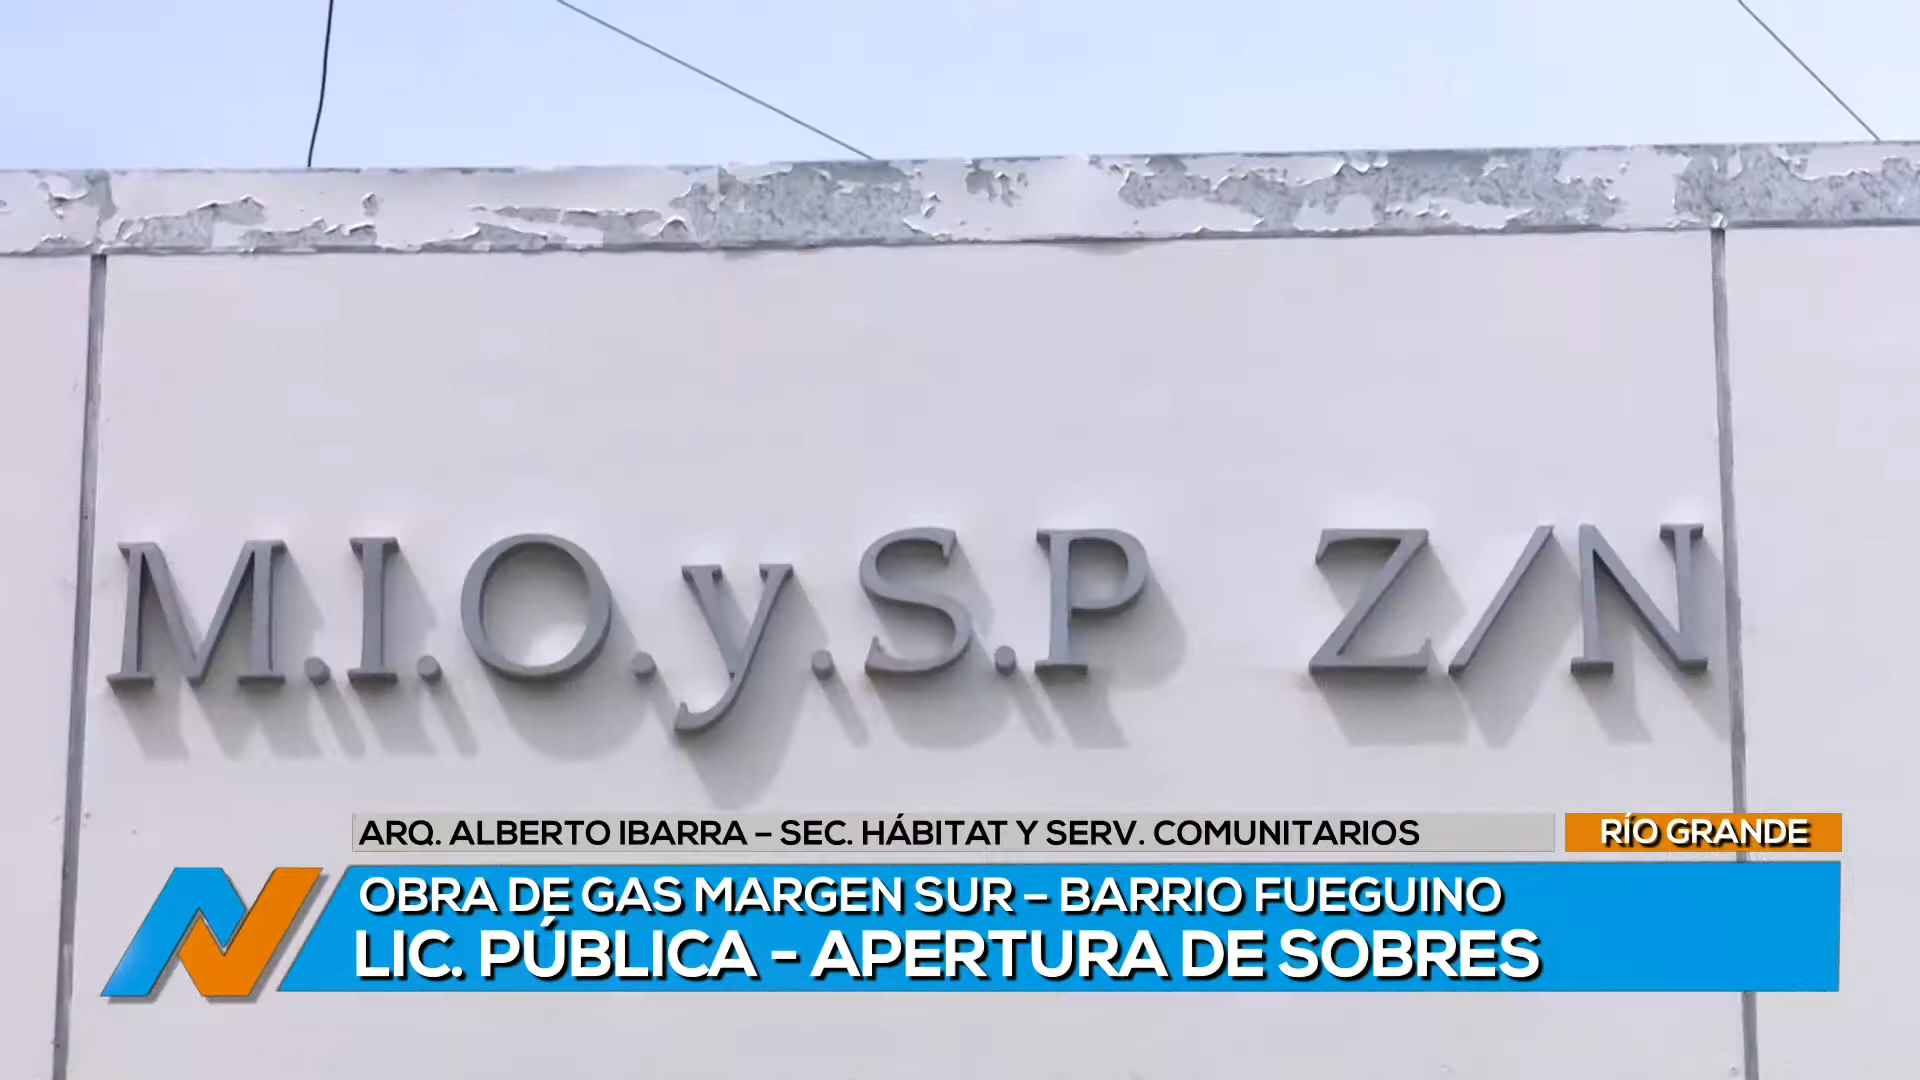 M.I.O.y.S.P Z/N
ARQ. ALBERTO IBARRA – SEC. HÁBITAT Y SERV. COMUNITARIOS
RÍO GRANDE
OBRA DE GAS MARGEN SUR – BARRIO FUEGUINO
LIC. PÚBLICA - APERTURA DE SOBRES